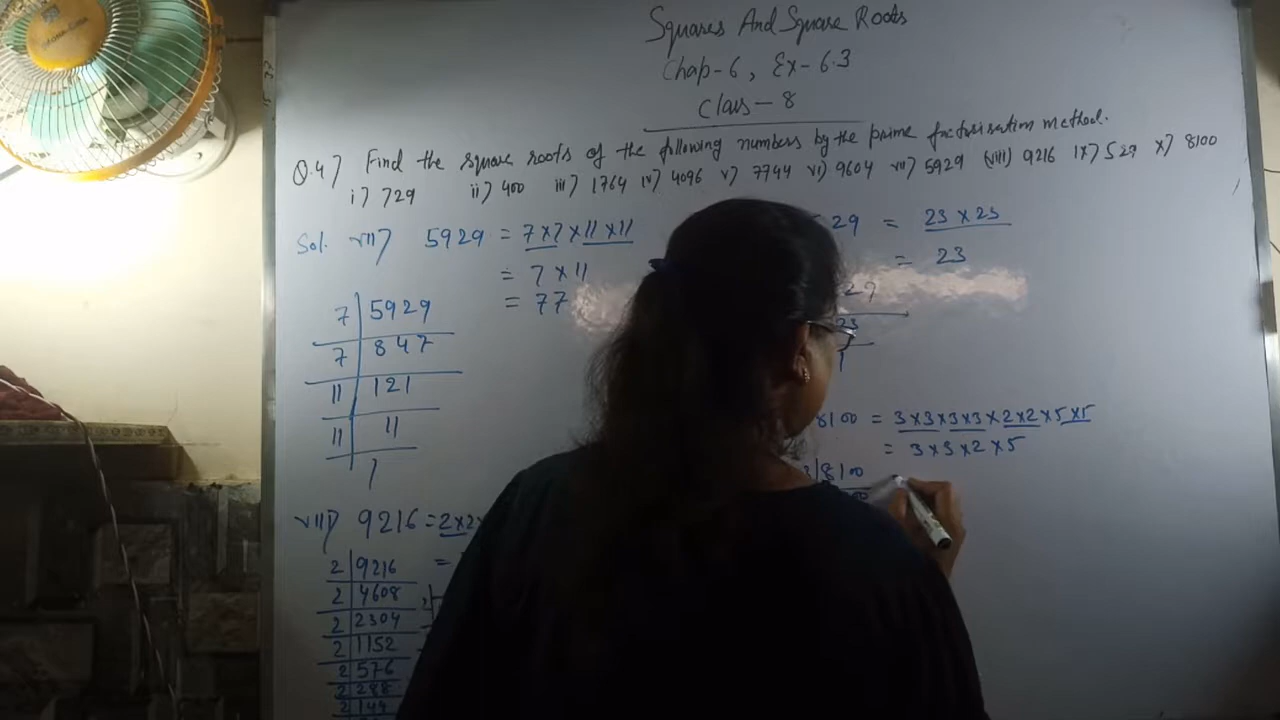 Squares And Square Roots
Chap-6, Ex-6.3
Class-8
Q.4) Find the square roots of the following numbers by the prime factorisation method.
i) 729 ii) 400 iii) 1764 iv) 4096 v) 7744 vi) 9604 vii) 5929 (viii) 9216 ix) 529 x) 8100
Sol. vii) 5929 = 7×7×11×11
= 7×11
= 77
7 | 5929
7 | 847
11 | 121
11 | 11
1
29 = 23×23
= 23
29
23
1
8100 = 3×3×3×3×2×2×5×5
= 3×3×2×5
3 | 8100
00
viii) 9216 = 2×2×
=
2 | 9216
2 | 4608
2 | 2304
2 | 1152
2 | 576
2 | 288
2 | 144